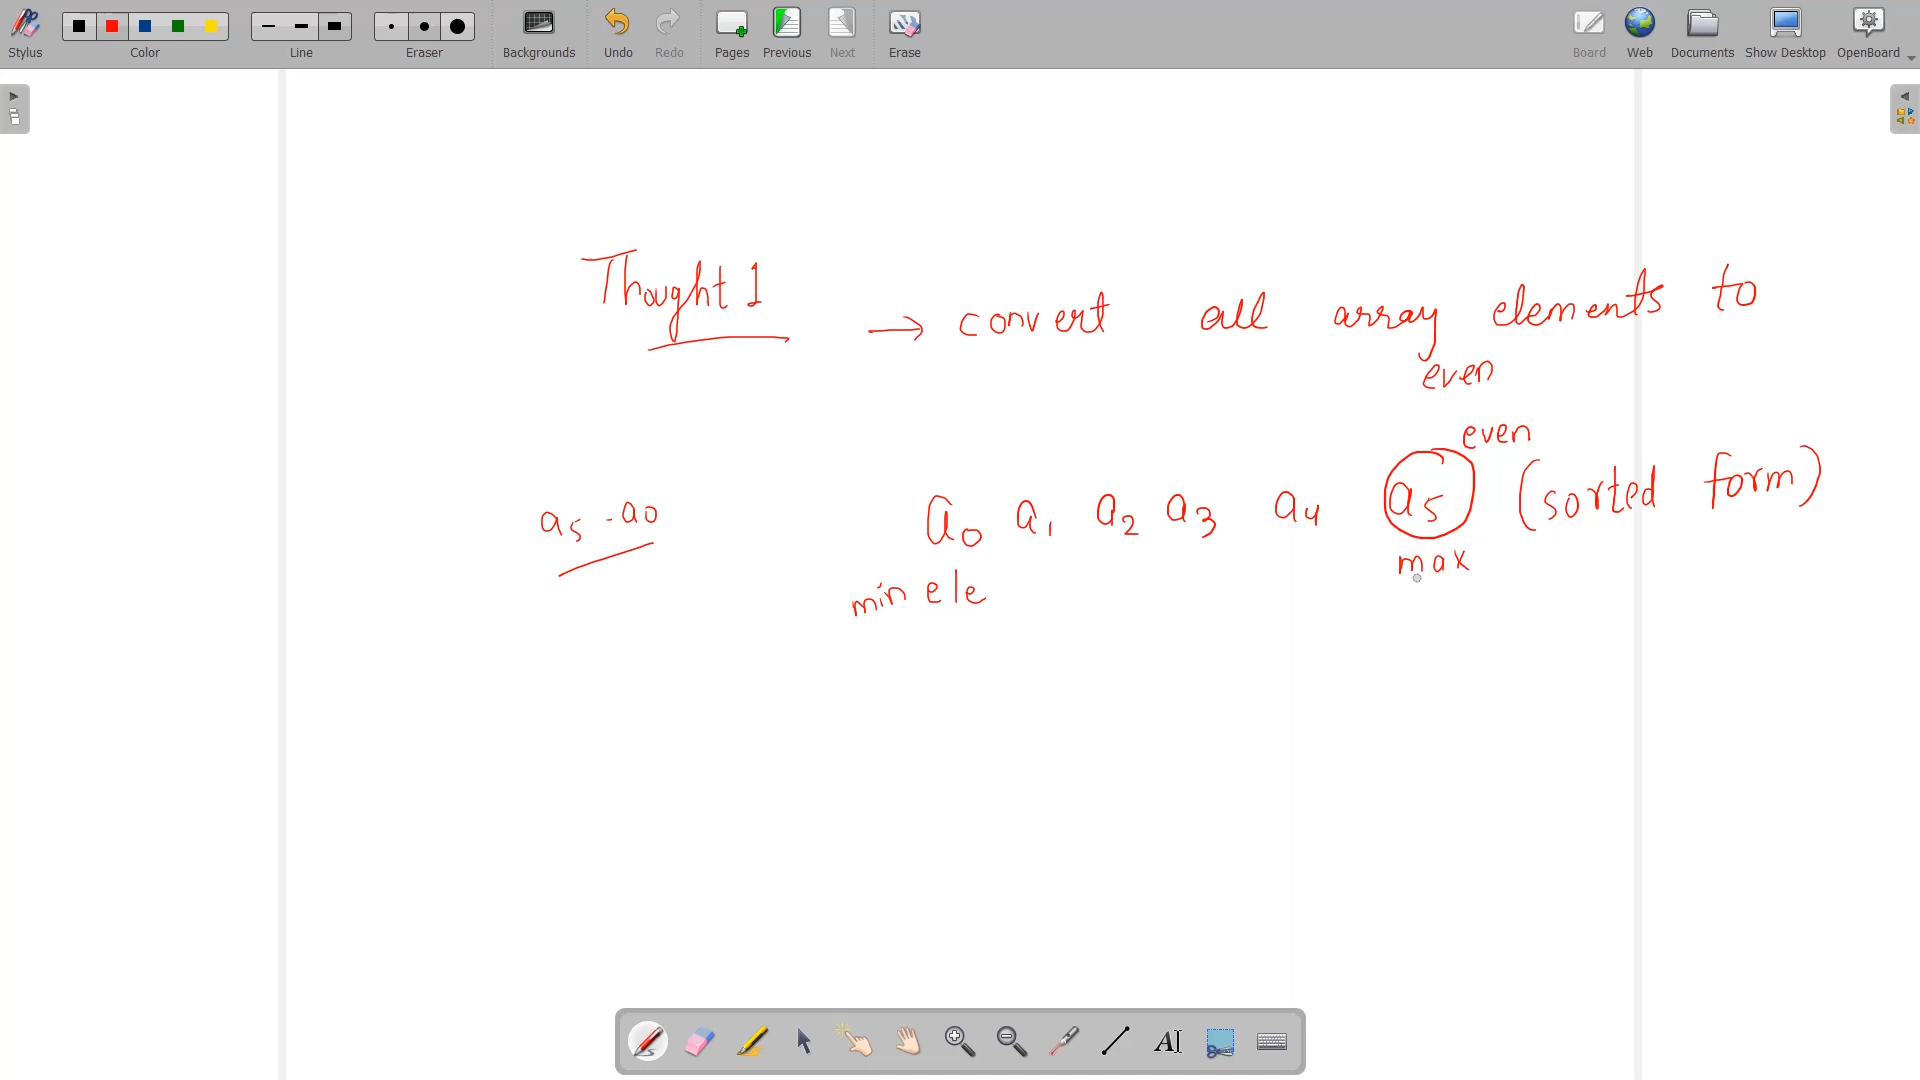 Stylus Color Line Eraser Backgrounds Undo Redo Pages Previous Next Erase Board Web Documents Show Desktop OpenBoard
Thought 1
→ convert all array elements to
even
even
a5 - a0
a0 a1 a2 a3 a4 a5 (sorted form)
max
min ele